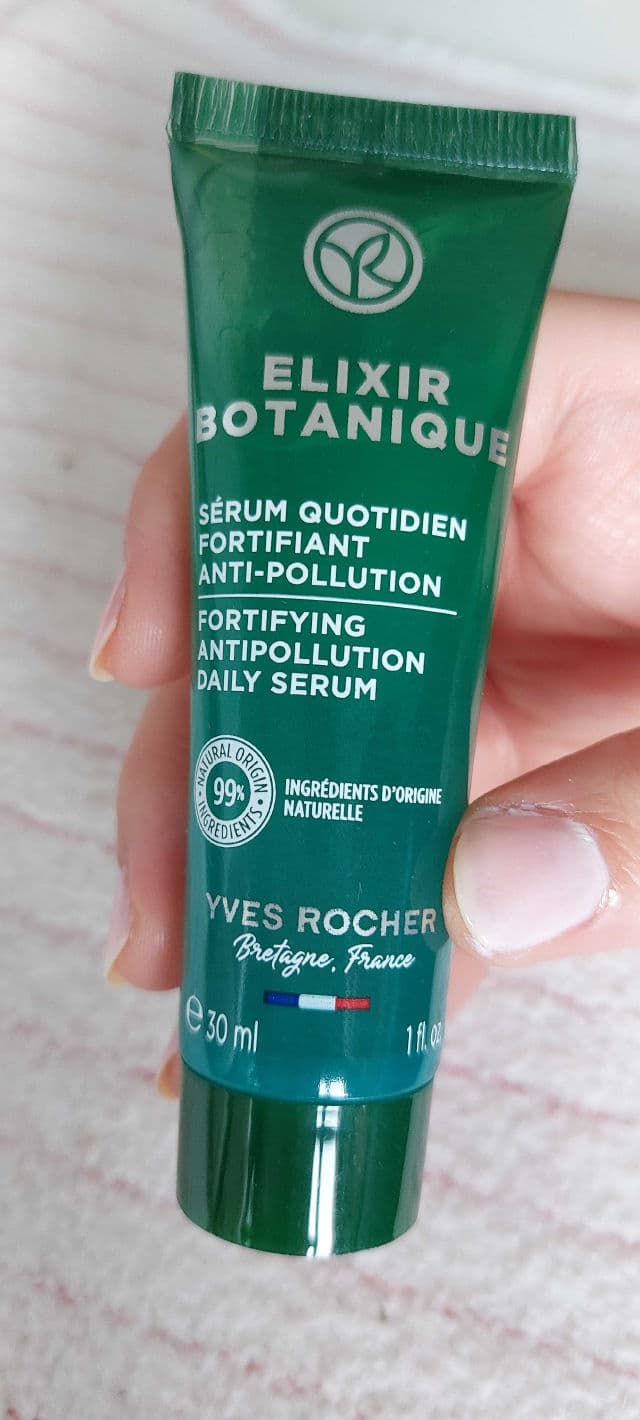 ELIXIR
BOTANIQUE
SÉRUM QUOTIDIEN
FORTIFIANT
ANTI-POLLUTION
FORTIFYING
ANTIPOLLUTION
DAILY SERUM
NATURAL ORIGIN
99%
INGREDIENTS
INGRÉDIENTS D'ORIGINE
NATURELLE
YVES ROCHER
Bretagne, France
℮ 30 ml
1 fl. oz